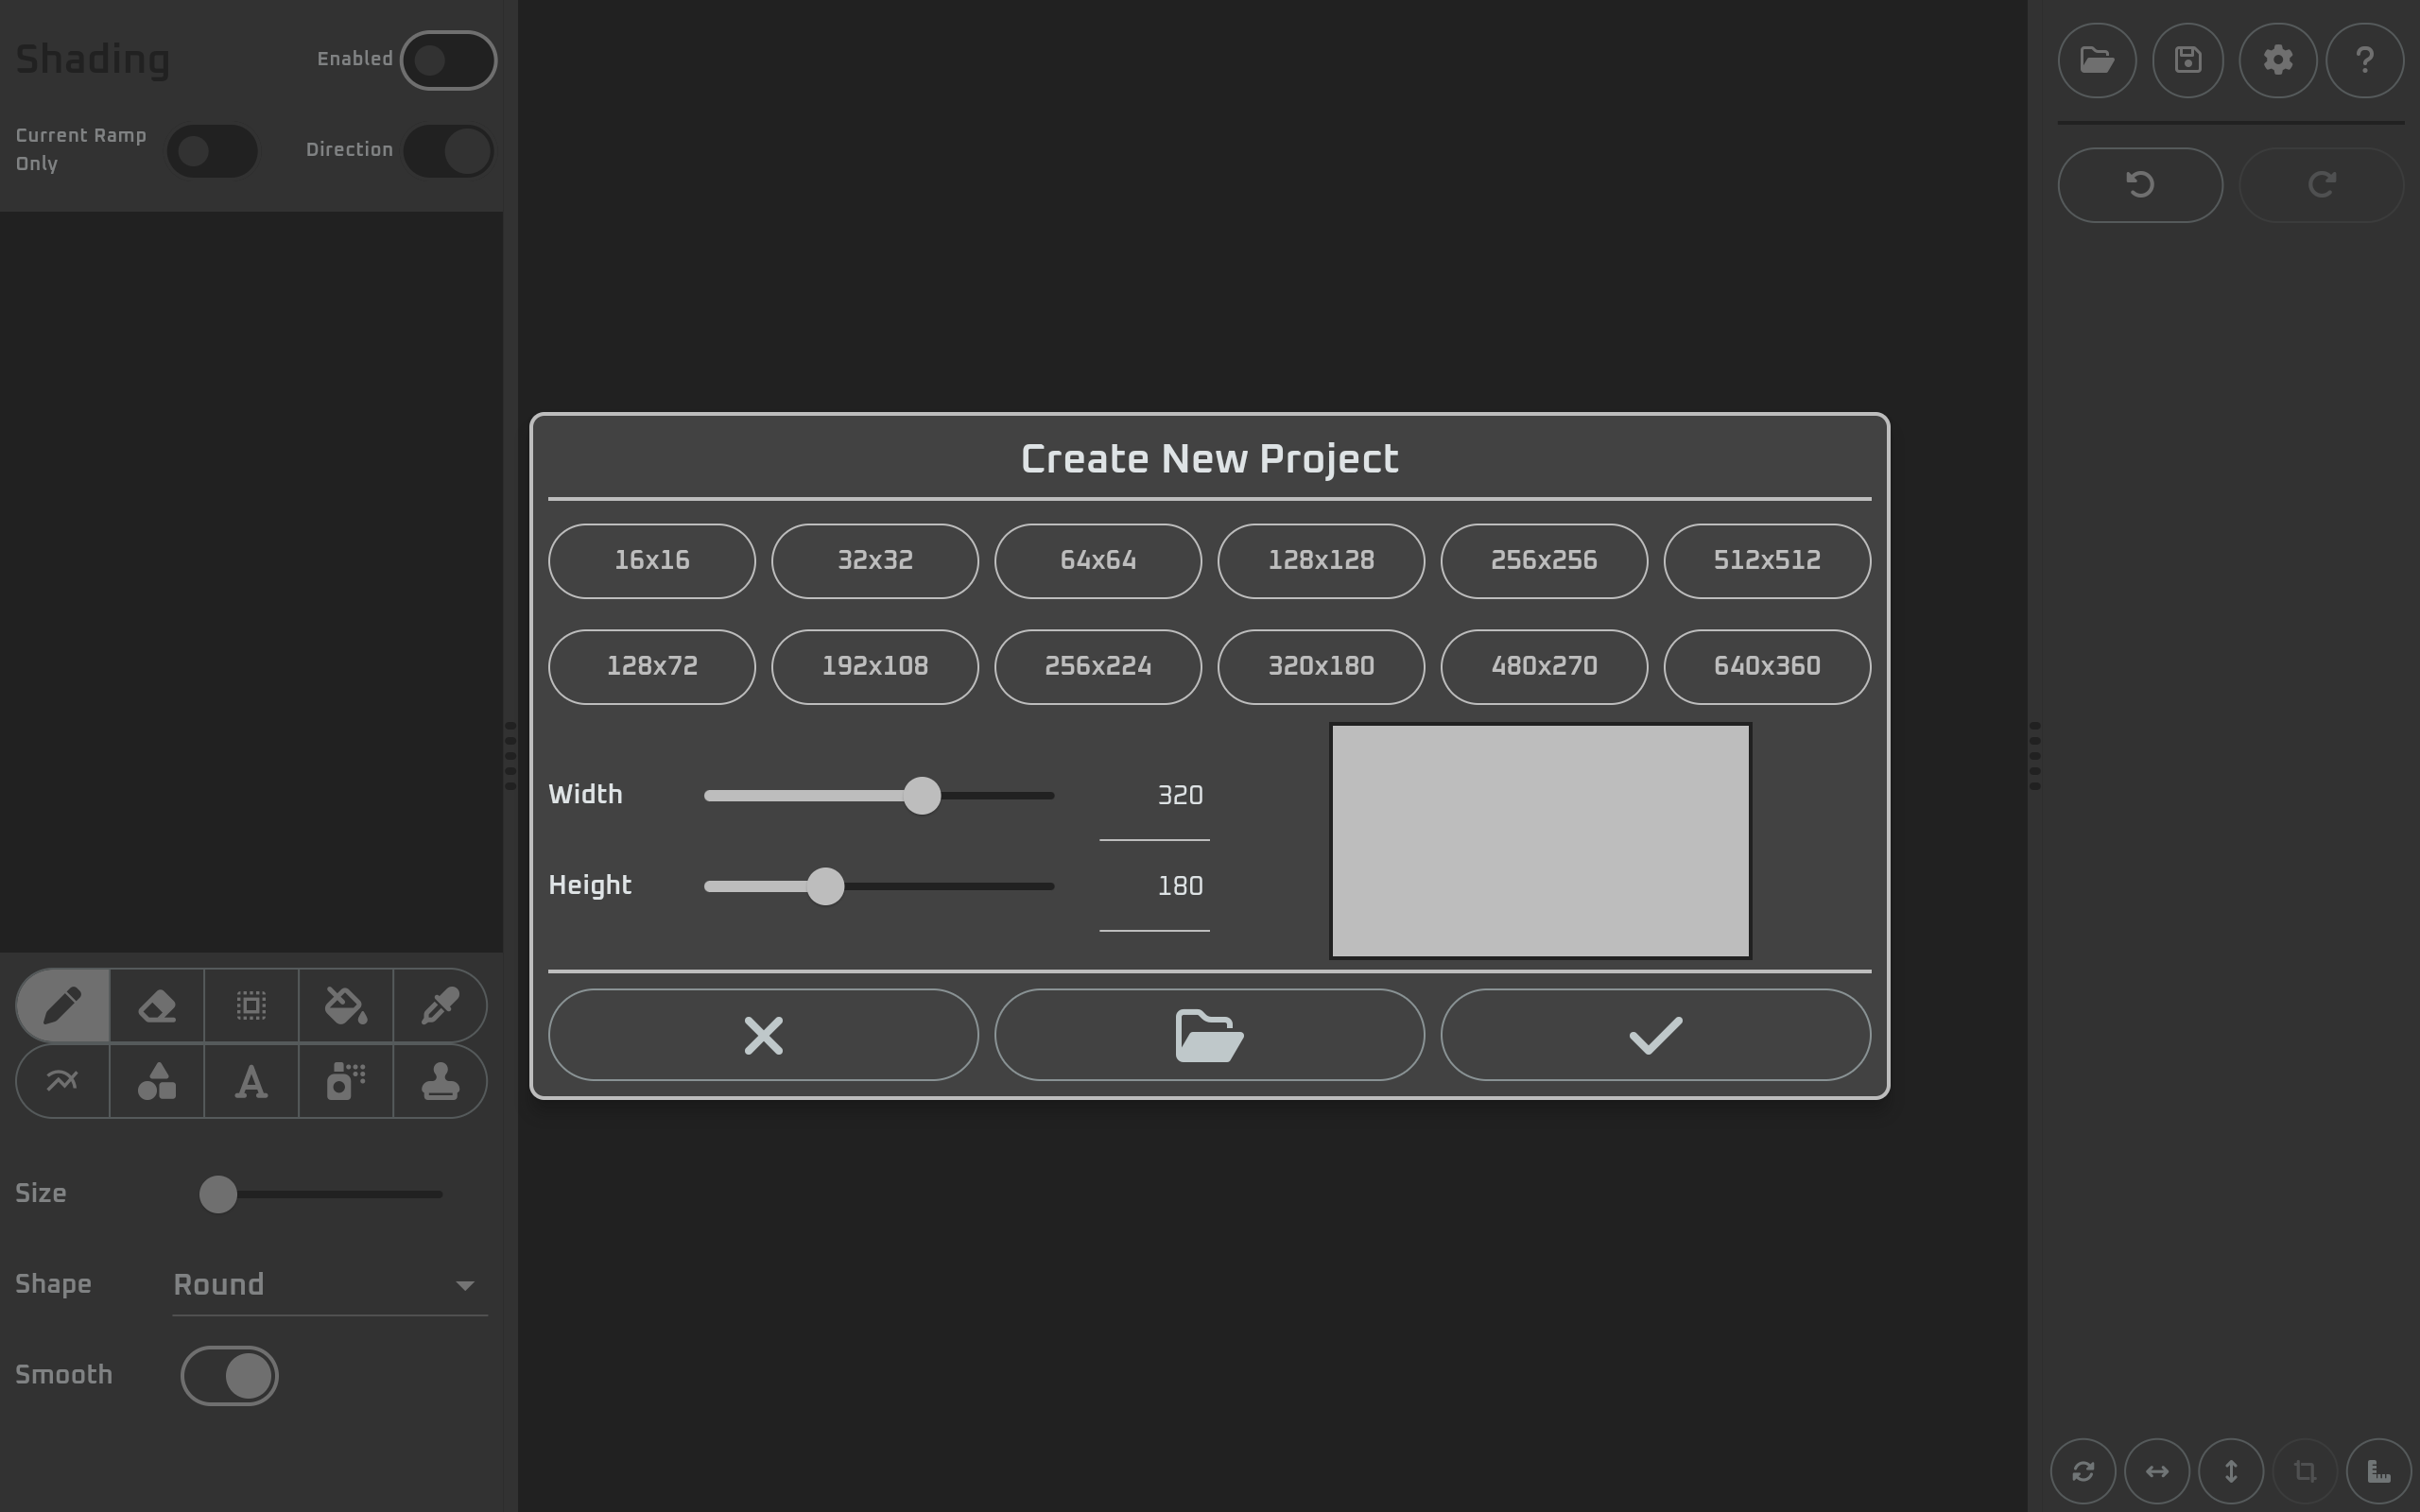 Shading
Enabled
Current Ramp
Only
Direction
Create New Project
16x16
32x32
64x64
128x128
256x256
512x512
128x72
192x108
256x224
320x180
480x270
640x360
Width
320
Height
180
Size
Shape
Round
Smooth